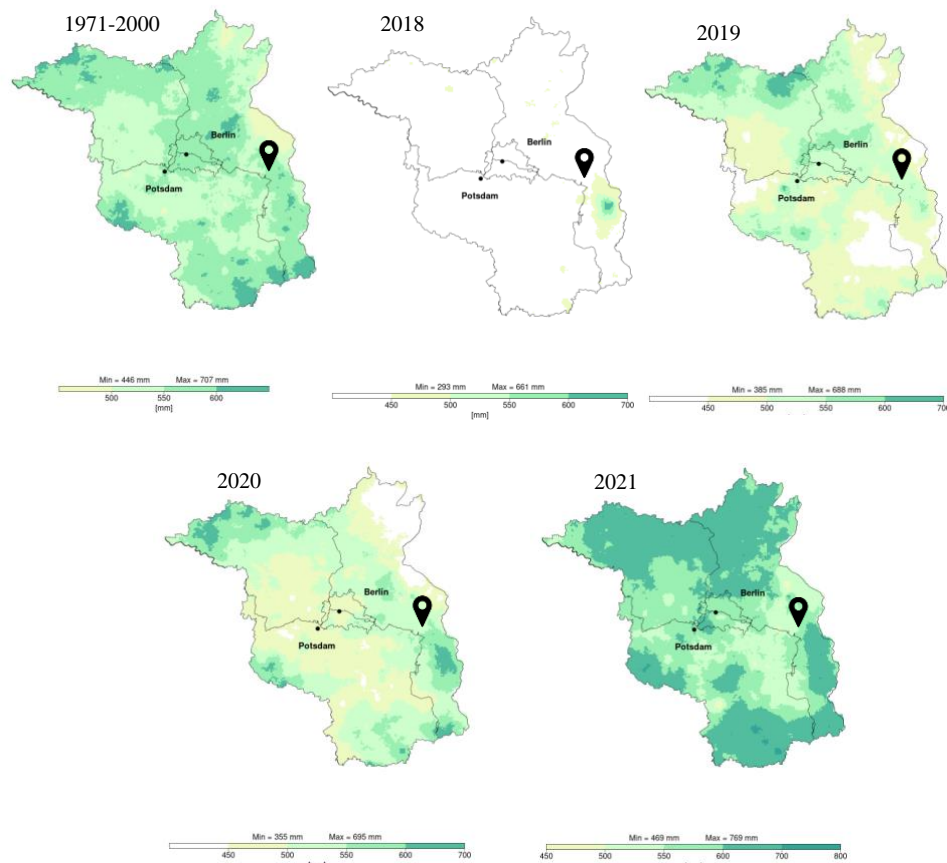 1971-2000
2018
2019
Berlin
Potsdam
Berlin
Potsdam
Berlin
Potsdam
Min = 446 mm Max = 707 mm
500 550 600
[mm]
Min = 293 mm Max = 661 mm
450 500 550 600 700
Min = 385 mm Max = 688 mm
450 500 550 600 700
2020
2021
Berlin
Potsdam
Berlin
Potsdam
Min = 355 mm Max = 695 mm
450 500 550 600 700
Min = 469 mm Max = 769 mm
450 500 550 600 800